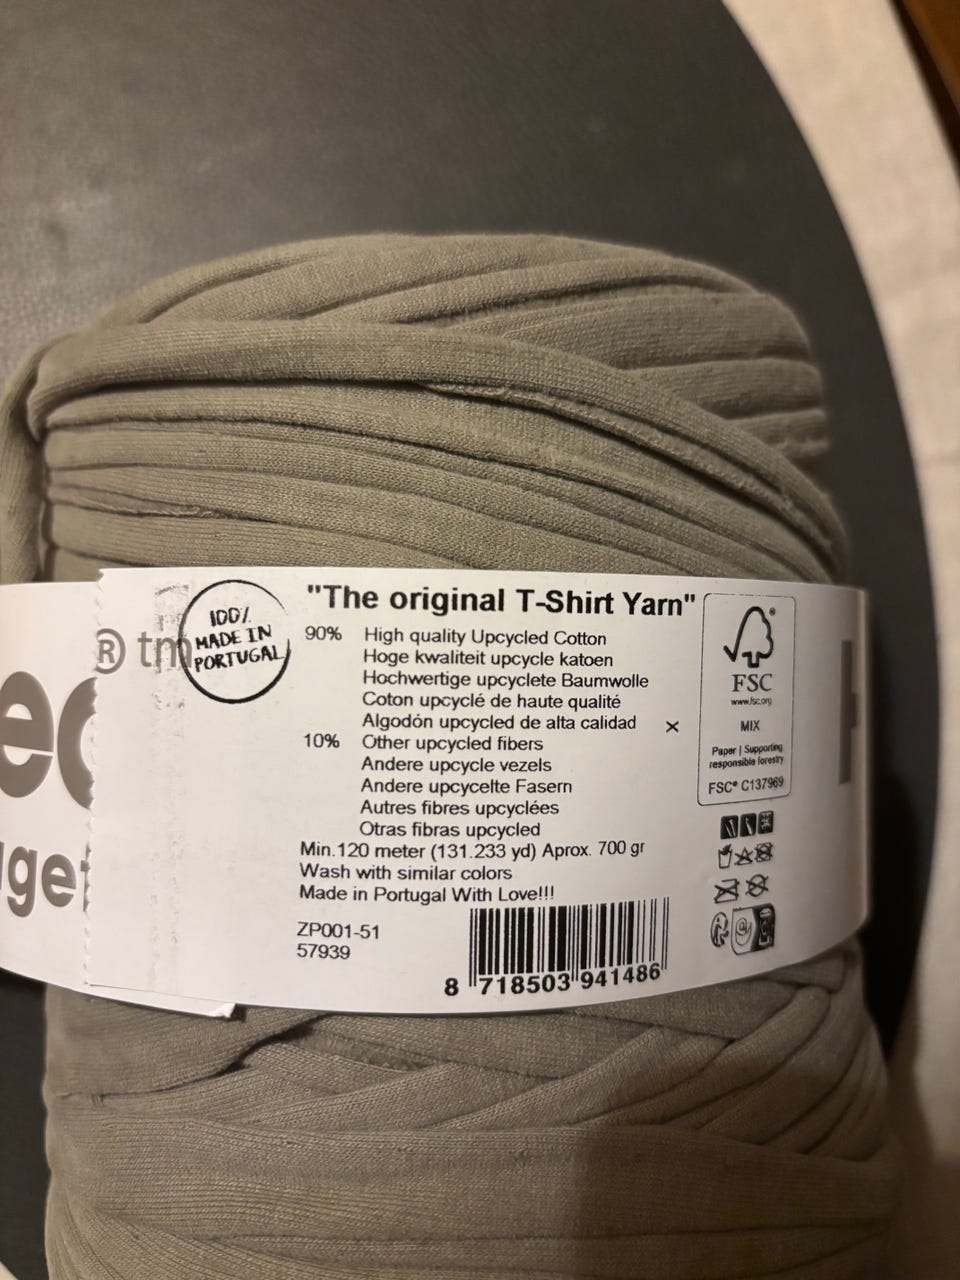 ® tm
100%
MADE IN
PORTUGAL
"The original T-Shirt Yarn"
90% High quality Upcycled Cotton
Hoge kwaliteit upcycle katoen
Hochwertige upcyclete Baumwolle
Coton upcyclé de haute qualité
Algodón upcycled de alta calidad x
10% Other upcycled fibers
Andere upcycle vezels
Andere upcycelte Fasern
Autres fibres upcyclées
Otras fibras upcycled
Min.120 meter (131.233 yd) Aprox. 700 gr
Wash with similar colors
Made in Portugal With Love!!!
ZP001-51
57939
8 718503 941486
®
FSC
www.fsc.org
MIX
Paper | Supporting
responsible forestry
FSC® C137969